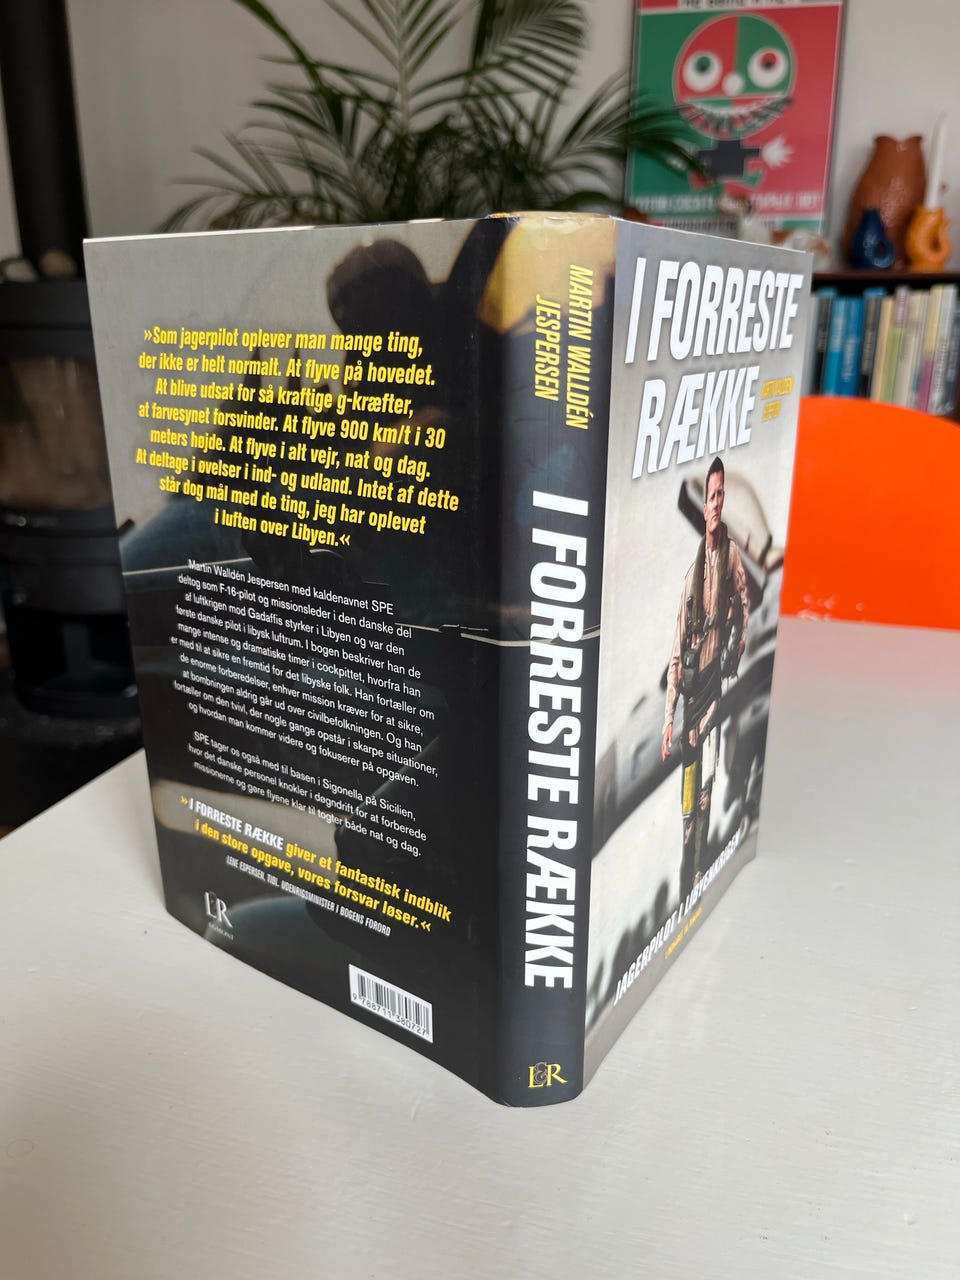 »Som jagerpilot oplever man mange ting,
der ikke er helt normalt. At flyve på hovedet.
At blive udsat for så kraftige g-kræfter,
at farvesynet forsvinder. At flyve 900 km/t i 30
meters højde. At flyve i alt vejr, nat og dag.
At deltage i øvelser i ind- og udland. Intet af dette
står dog mål med de ting, jeg har oplevet
i luften over Libyen.«
Martin Walldén Jespersen med kaldenavnet SPE
deltog som F-16-pilot og missionsleder i den danske del
af luftkrigen mod Gadaffis styrker i Libyen og var den
første danske pilot i libysk luftrum. I bogen beskriver han de
mange intense og dramatiske timer i cockpittet, hvorfra han
er med til at sikre en fremtid for det libyske folk. Han fortæller om
de enorme forberedelser, enhver mission kræver for at sikre,
at bombningen aldrig går ud over civilbefolkningen. Og han
fortæller om den tvivl, der nogle gange opstår i skarpe situationer,
og hvordan man kommer videre og fokuserer på opgaven.
SPE tager os også med til basen i Sigonella på Sicilien,
hvor det danske personel knokler i døgndrift for at forberede
missionerne og gøre flyene klar til togter både nat og dag.
»I FORRESTE RÆKKE giver et fantastisk indblik
i den store opgave, vores forsvar løser.«
LENE ESPERSEN, TIDL. UDENRIGSMINISTER I BOGENS FORORD
L&R
9 788711 380727
MARTIN WALLDÉN
JESPERSEN
I FORRESTE RÆKKE
L&R
I FORRESTE
RÆKKE
MARTIN WALLDÉN
JESPERSEN
JAGERPILOT I LIBYENKRIGEN